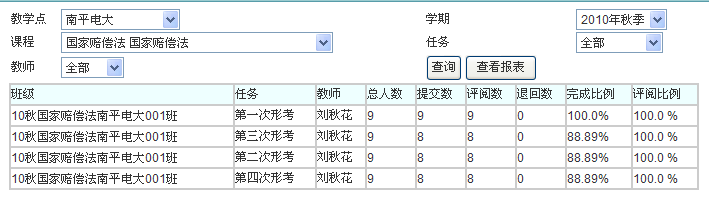 教学点 南平电大 学期 2010年秋季
课程 国家赔偿法 国家赔偿法 任务 全部
教师 全部 查询 查看报表
班级 任务 教师 总人数 提交数 评阅数 退回数 完成比例 评阅比例
10秋国家赔偿法南平电大001班 第一次形考 刘秋花 9 9 9 0 100.0% 100.0 %
10秋国家赔偿法南平电大001班 第三次形考 刘秋花 9 8 8 0 88.89% 100.0 %
10秋国家赔偿法南平电大001班 第二次形考 刘秋花 9 8 8 0 88.89% 100.0 %
10秋国家赔偿法南平电大001班 第四次形考 刘秋花 9 8 8 0 88.89% 100.0 %